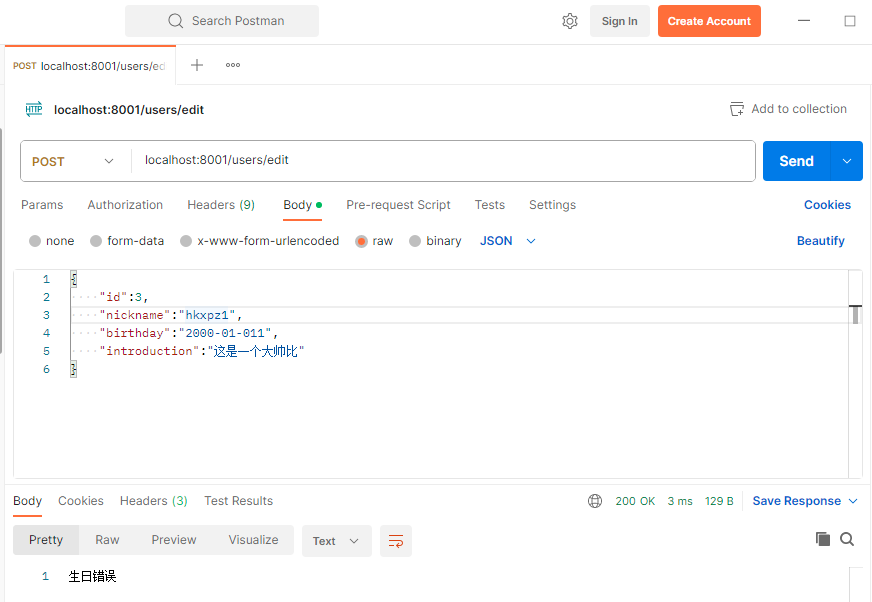 Search Postman
Sign In
Create Account
POST localhost:8001/users/ed
HTTP localhost:8001/users/edit
Add to collection
POST localhost:8001/users/edit
Send
Params Authorization Headers (9) Body Pre-request Script Tests Settings Cookies
none form-data x-www-form-urlencoded raw binary JSON Beautify
1 {
2 "id":3,
3 "nickname":"hkxpz1",
4 "birthday":"2000-01-011",
5 "introduction":"这是一个大帅比"
6 }
Body Cookies Headers (3) Test Results 200 OK 3 ms 129 B Save Response
Pretty Raw Preview Visualize Text
1 生日错误